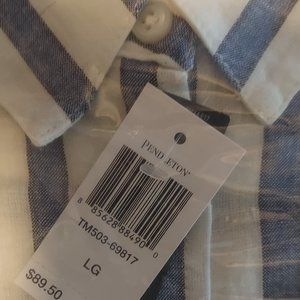 PENDLETON®
8 85628 88490 0
TM503-69817
LG
$89.50